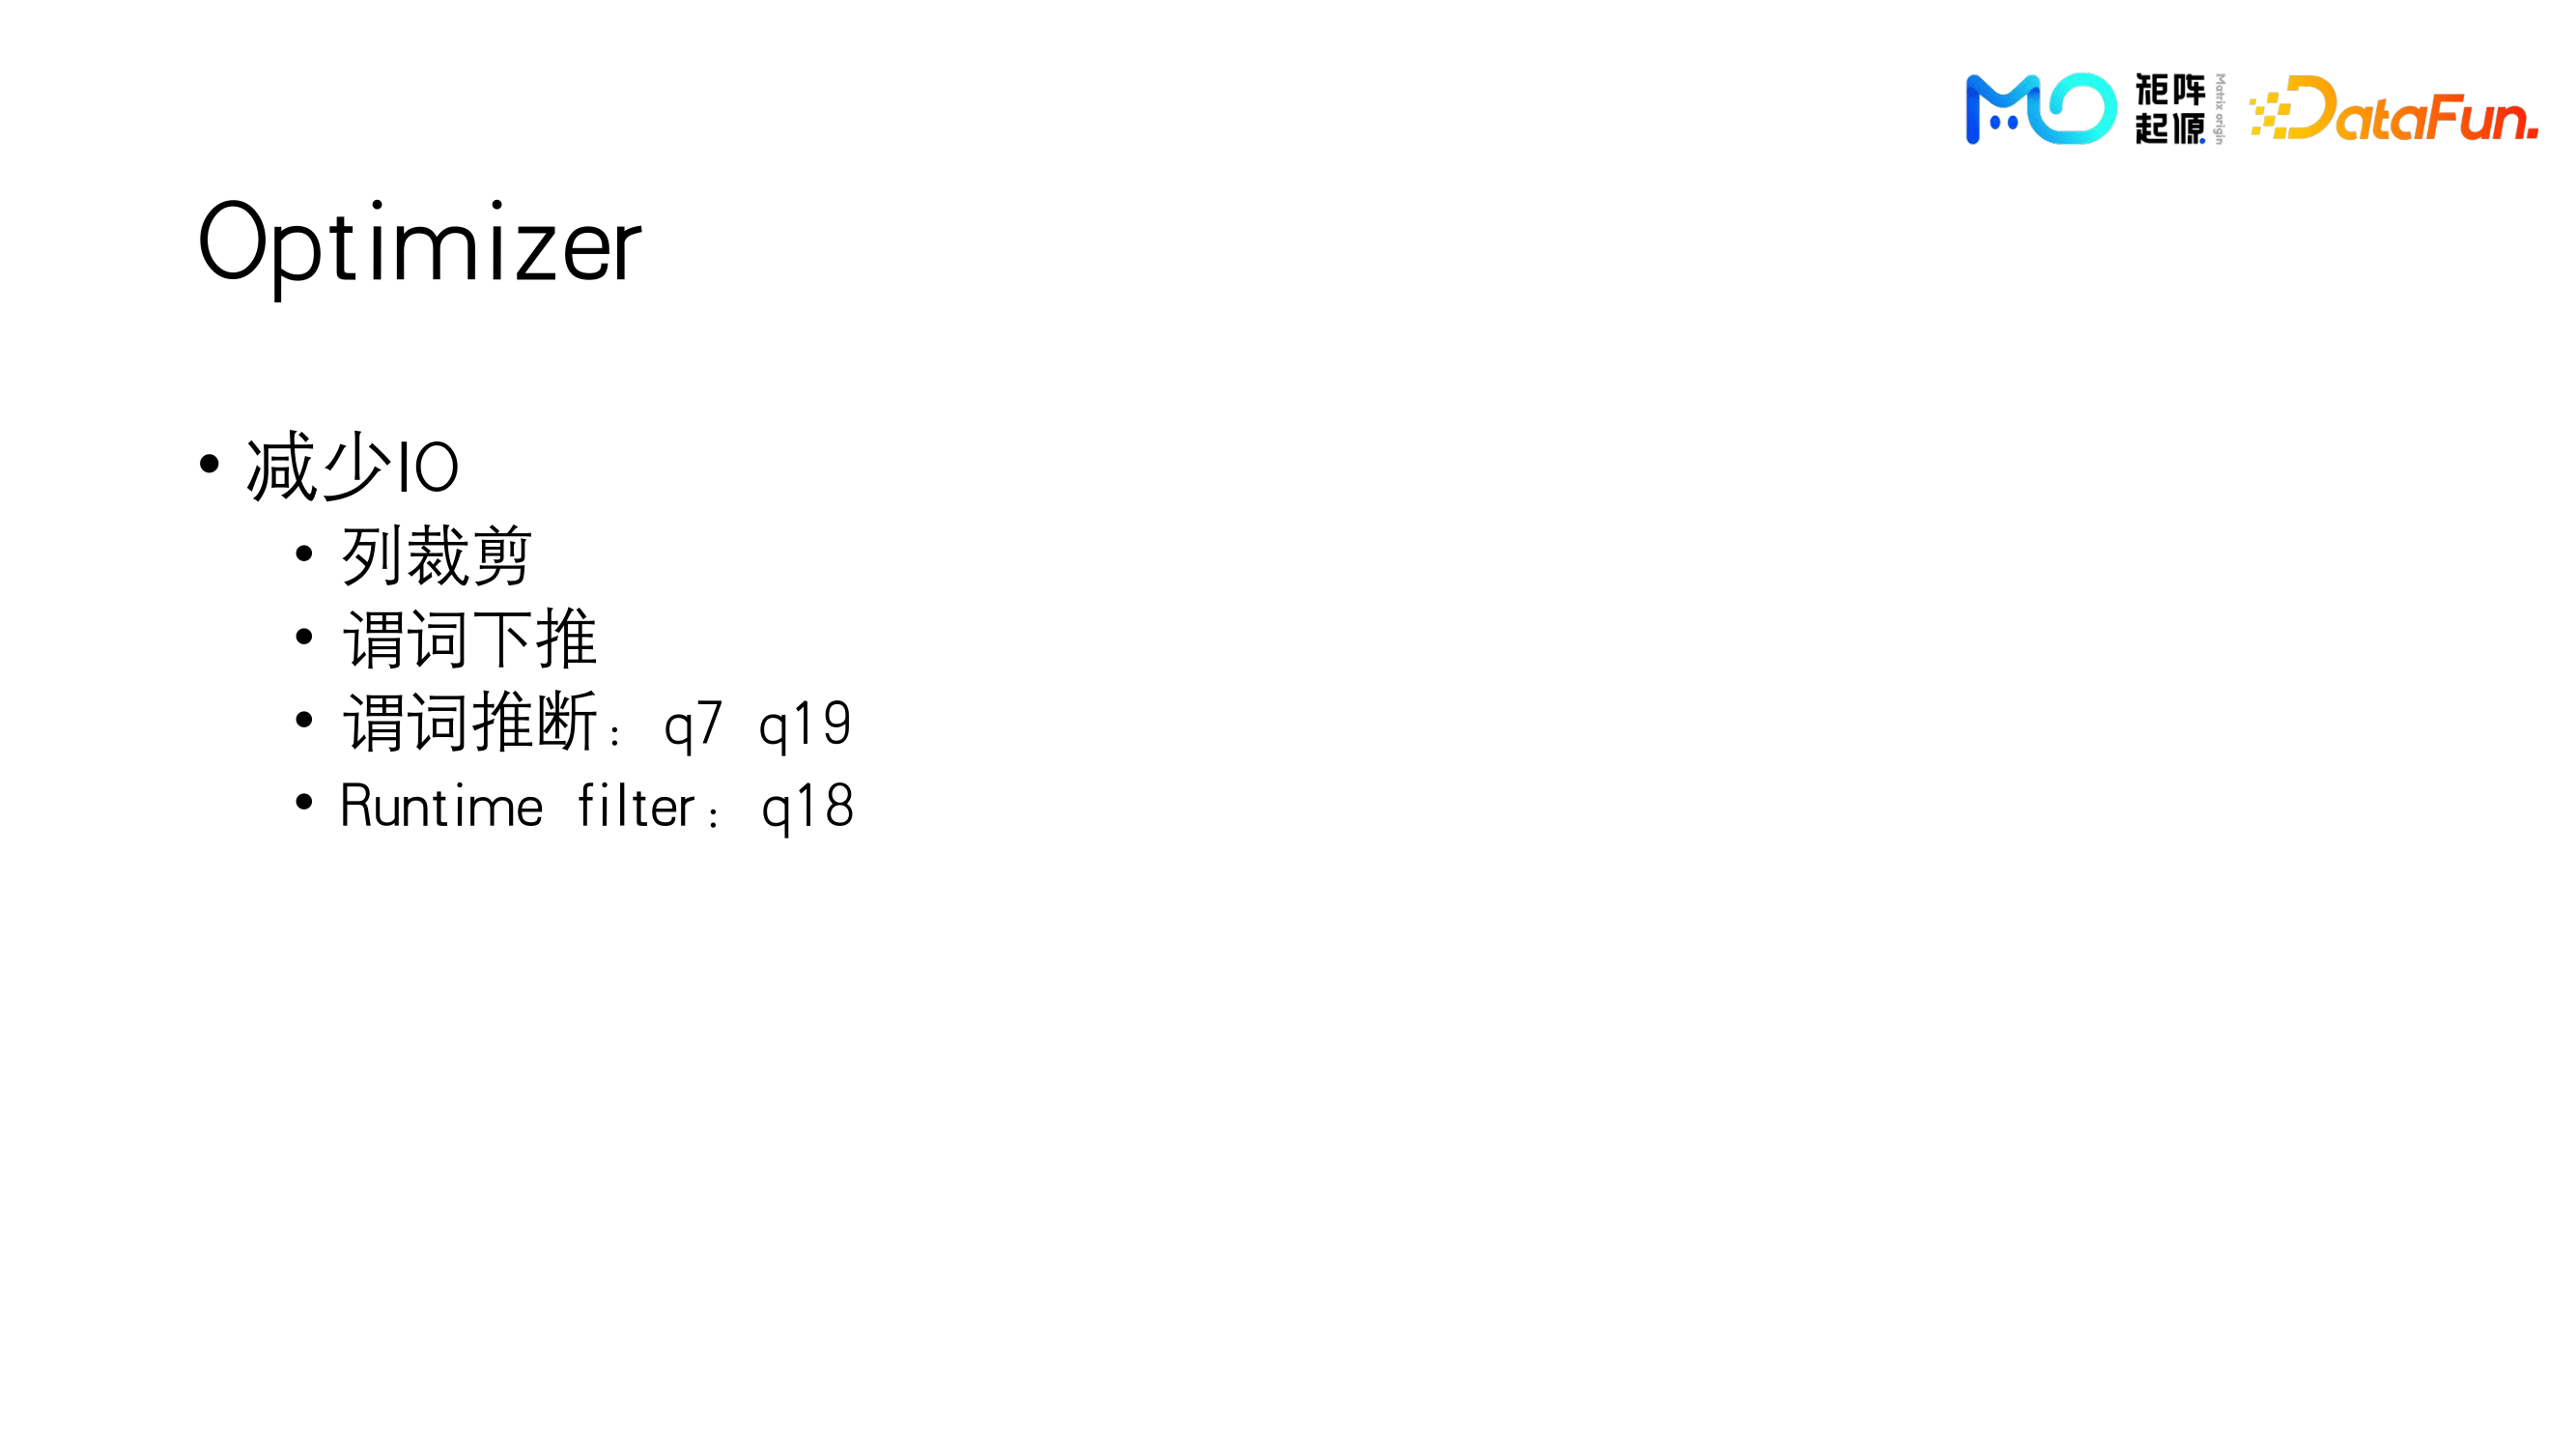 MO 矩阵起源 Matrix origin DataFun.
Optimizer
• 减少IO
• 列裁剪
• 谓词下推
• 谓词推断：q7 q19
• Runtime filter：q18